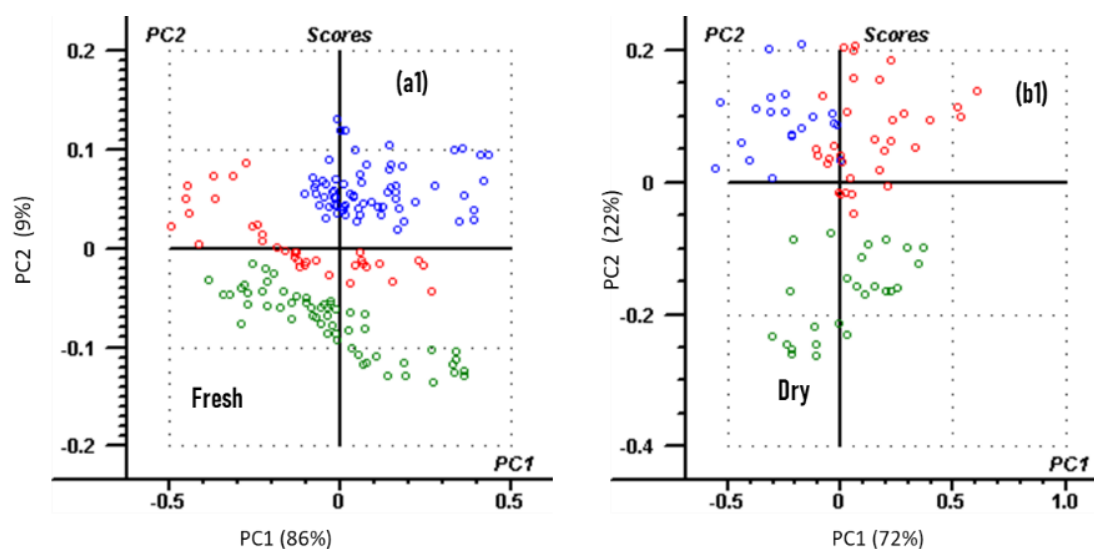 PC2
Scores
(a1)
0.2
0.1
0
-0.1
-0.2
Fresh
PC1
-0.5
0
0.5
PC2 (9%)
PC1 (86%)
PC2
Scores
(b1)
0.2
0
-0.2
-0.4
Dry
PC1
-0.5
0
0.5
1.0
PC2 (22%)
PC1 (72%)